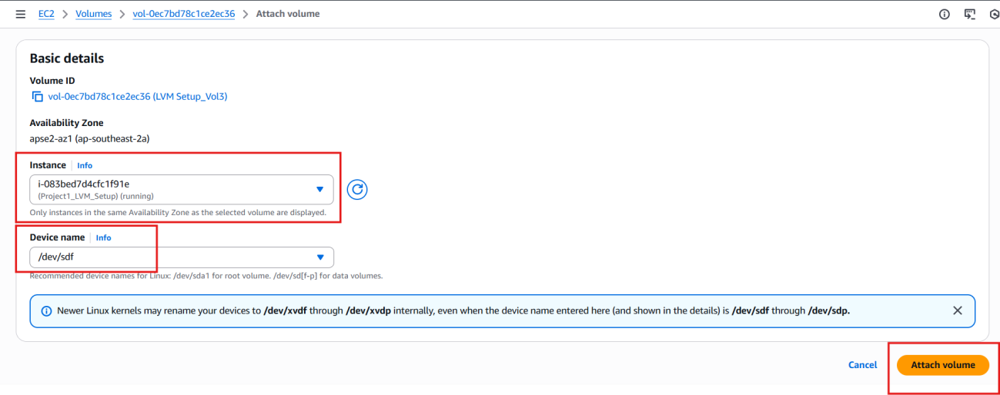 EC2 > Volumes > vol-0ec7bd78c1ce2ec36 > Attach volume
Basic details
Volume ID
vol-0ec7bd78c1ce2ec36 (LVM Setup_Vol3)
Availability Zone
apse2-az1 (ap-southeast-2a)
Instance | Info
i-083bed7d4cfc1f91e
(Project1_LVM_Setup) (running)
Only instances in the same Availability Zone as the selected volume are displayed.
Device name | Info
/dev/sdf
Recommended device names for Linux: /dev/sda1 for root volume. /dev/sd[f-p] for data volumes.
Newer Linux kernels may rename your devices to /dev/xvdf through /dev/xvdp internally, even when the device name entered here (and shown in the details) is /dev/sdf through /dev/sdp.
Cancel
Attach volume